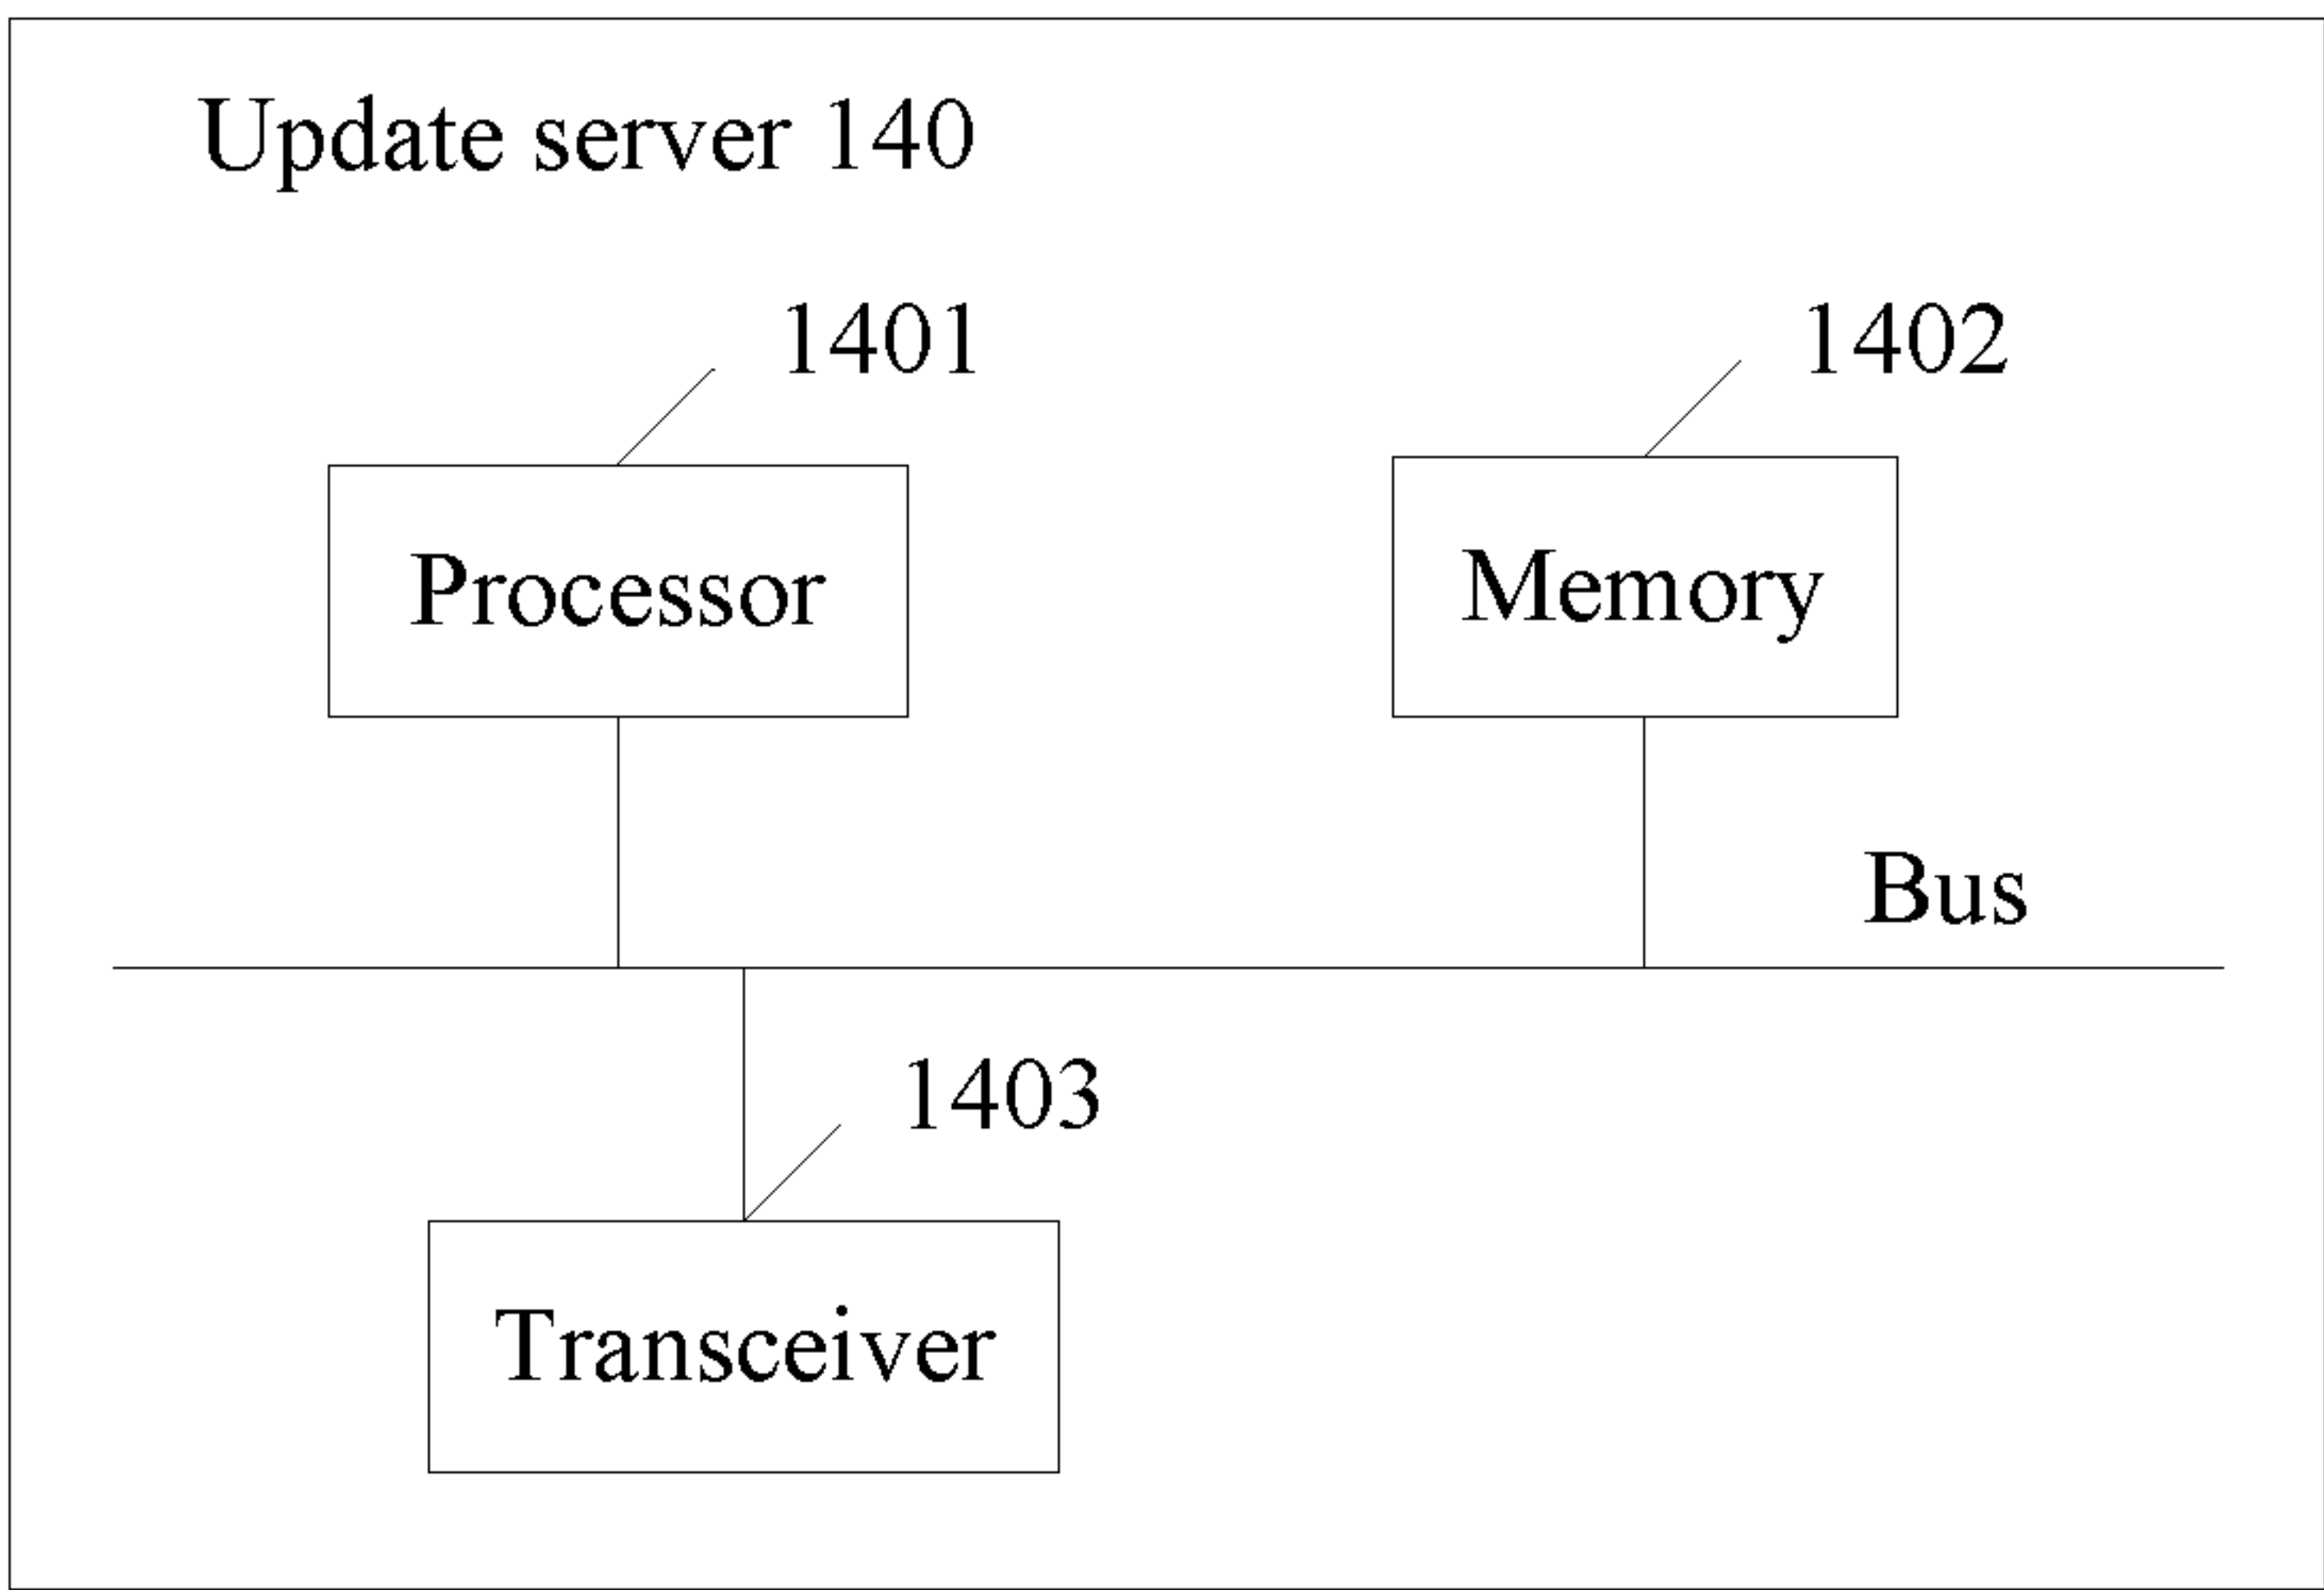 Update server 140
1401
1402
Processor
Memory
Bus
1403
Transceiver